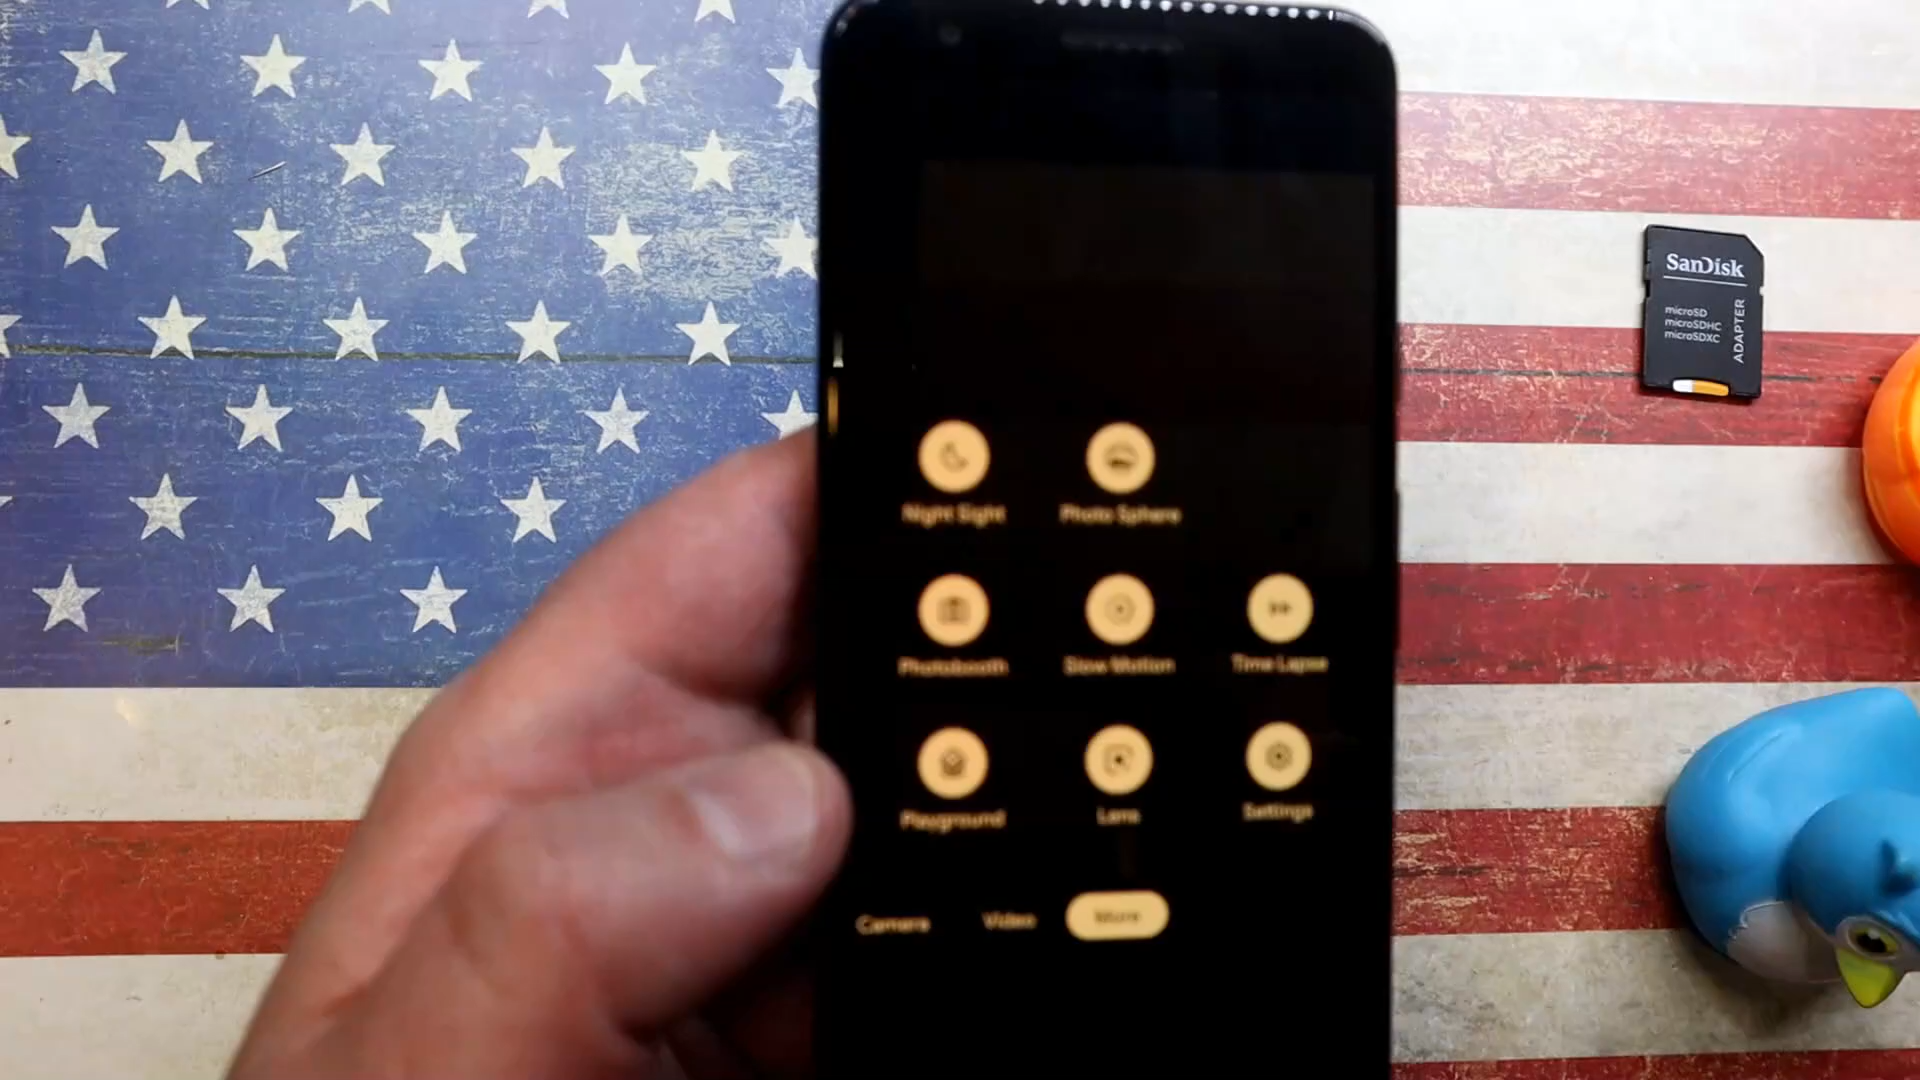 SanDisk
microSD
microSDHC
microSDXC
ADAPTER
Night Sight
Photo Sphere
Photobooth
Slow Motion
Time Lapse
Playground
Lens
Settings
Camera
Video
More